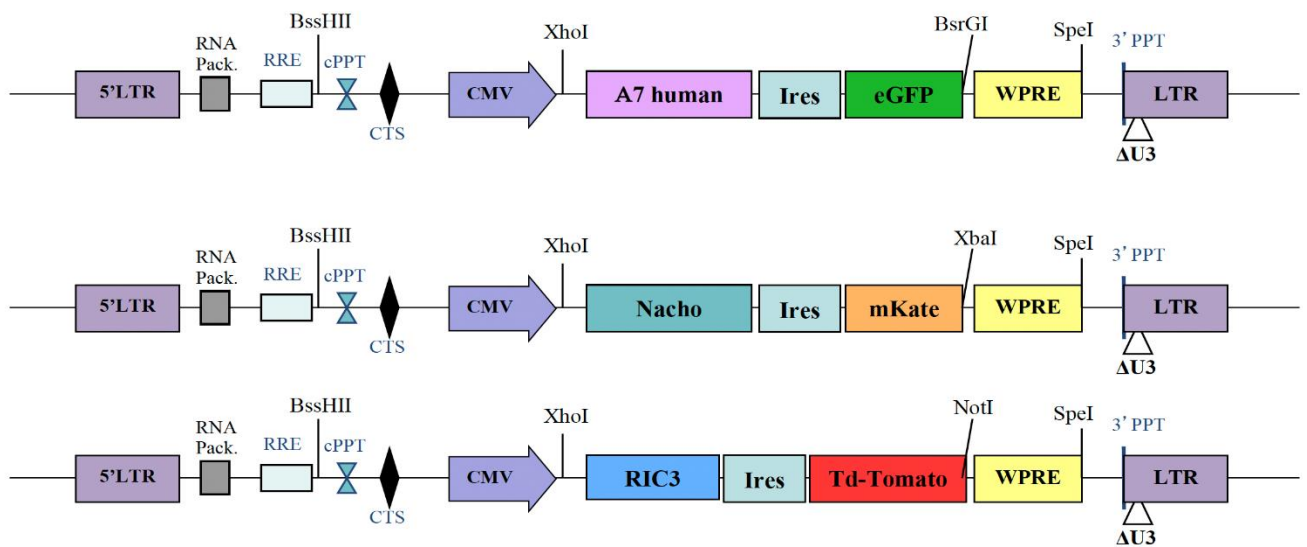 BssHII
XhoI
BsrGI
SpeI
RNA
Pack.
RRE
cPPT
3' PPT
5'LTR
CMV
A7 human
Ires
eGFP
WPRE
LTR
CTS
ΔU3
BssHII
XhoI
XbaI
SpeI
RNA
Pack.
RRE
cPPT
3' PPT
5'LTR
CMV
Nacho
Ires
mKate
WPRE
LTR
CTS
ΔU3
BssHII
XhoI
NotI
SpeI
RNA
Pack.
RRE
cPPT
3' PPT
5'LTR
CMV
RIC3
Ires
Td-Tomato
WPRE
LTR
CTS
ΔU3